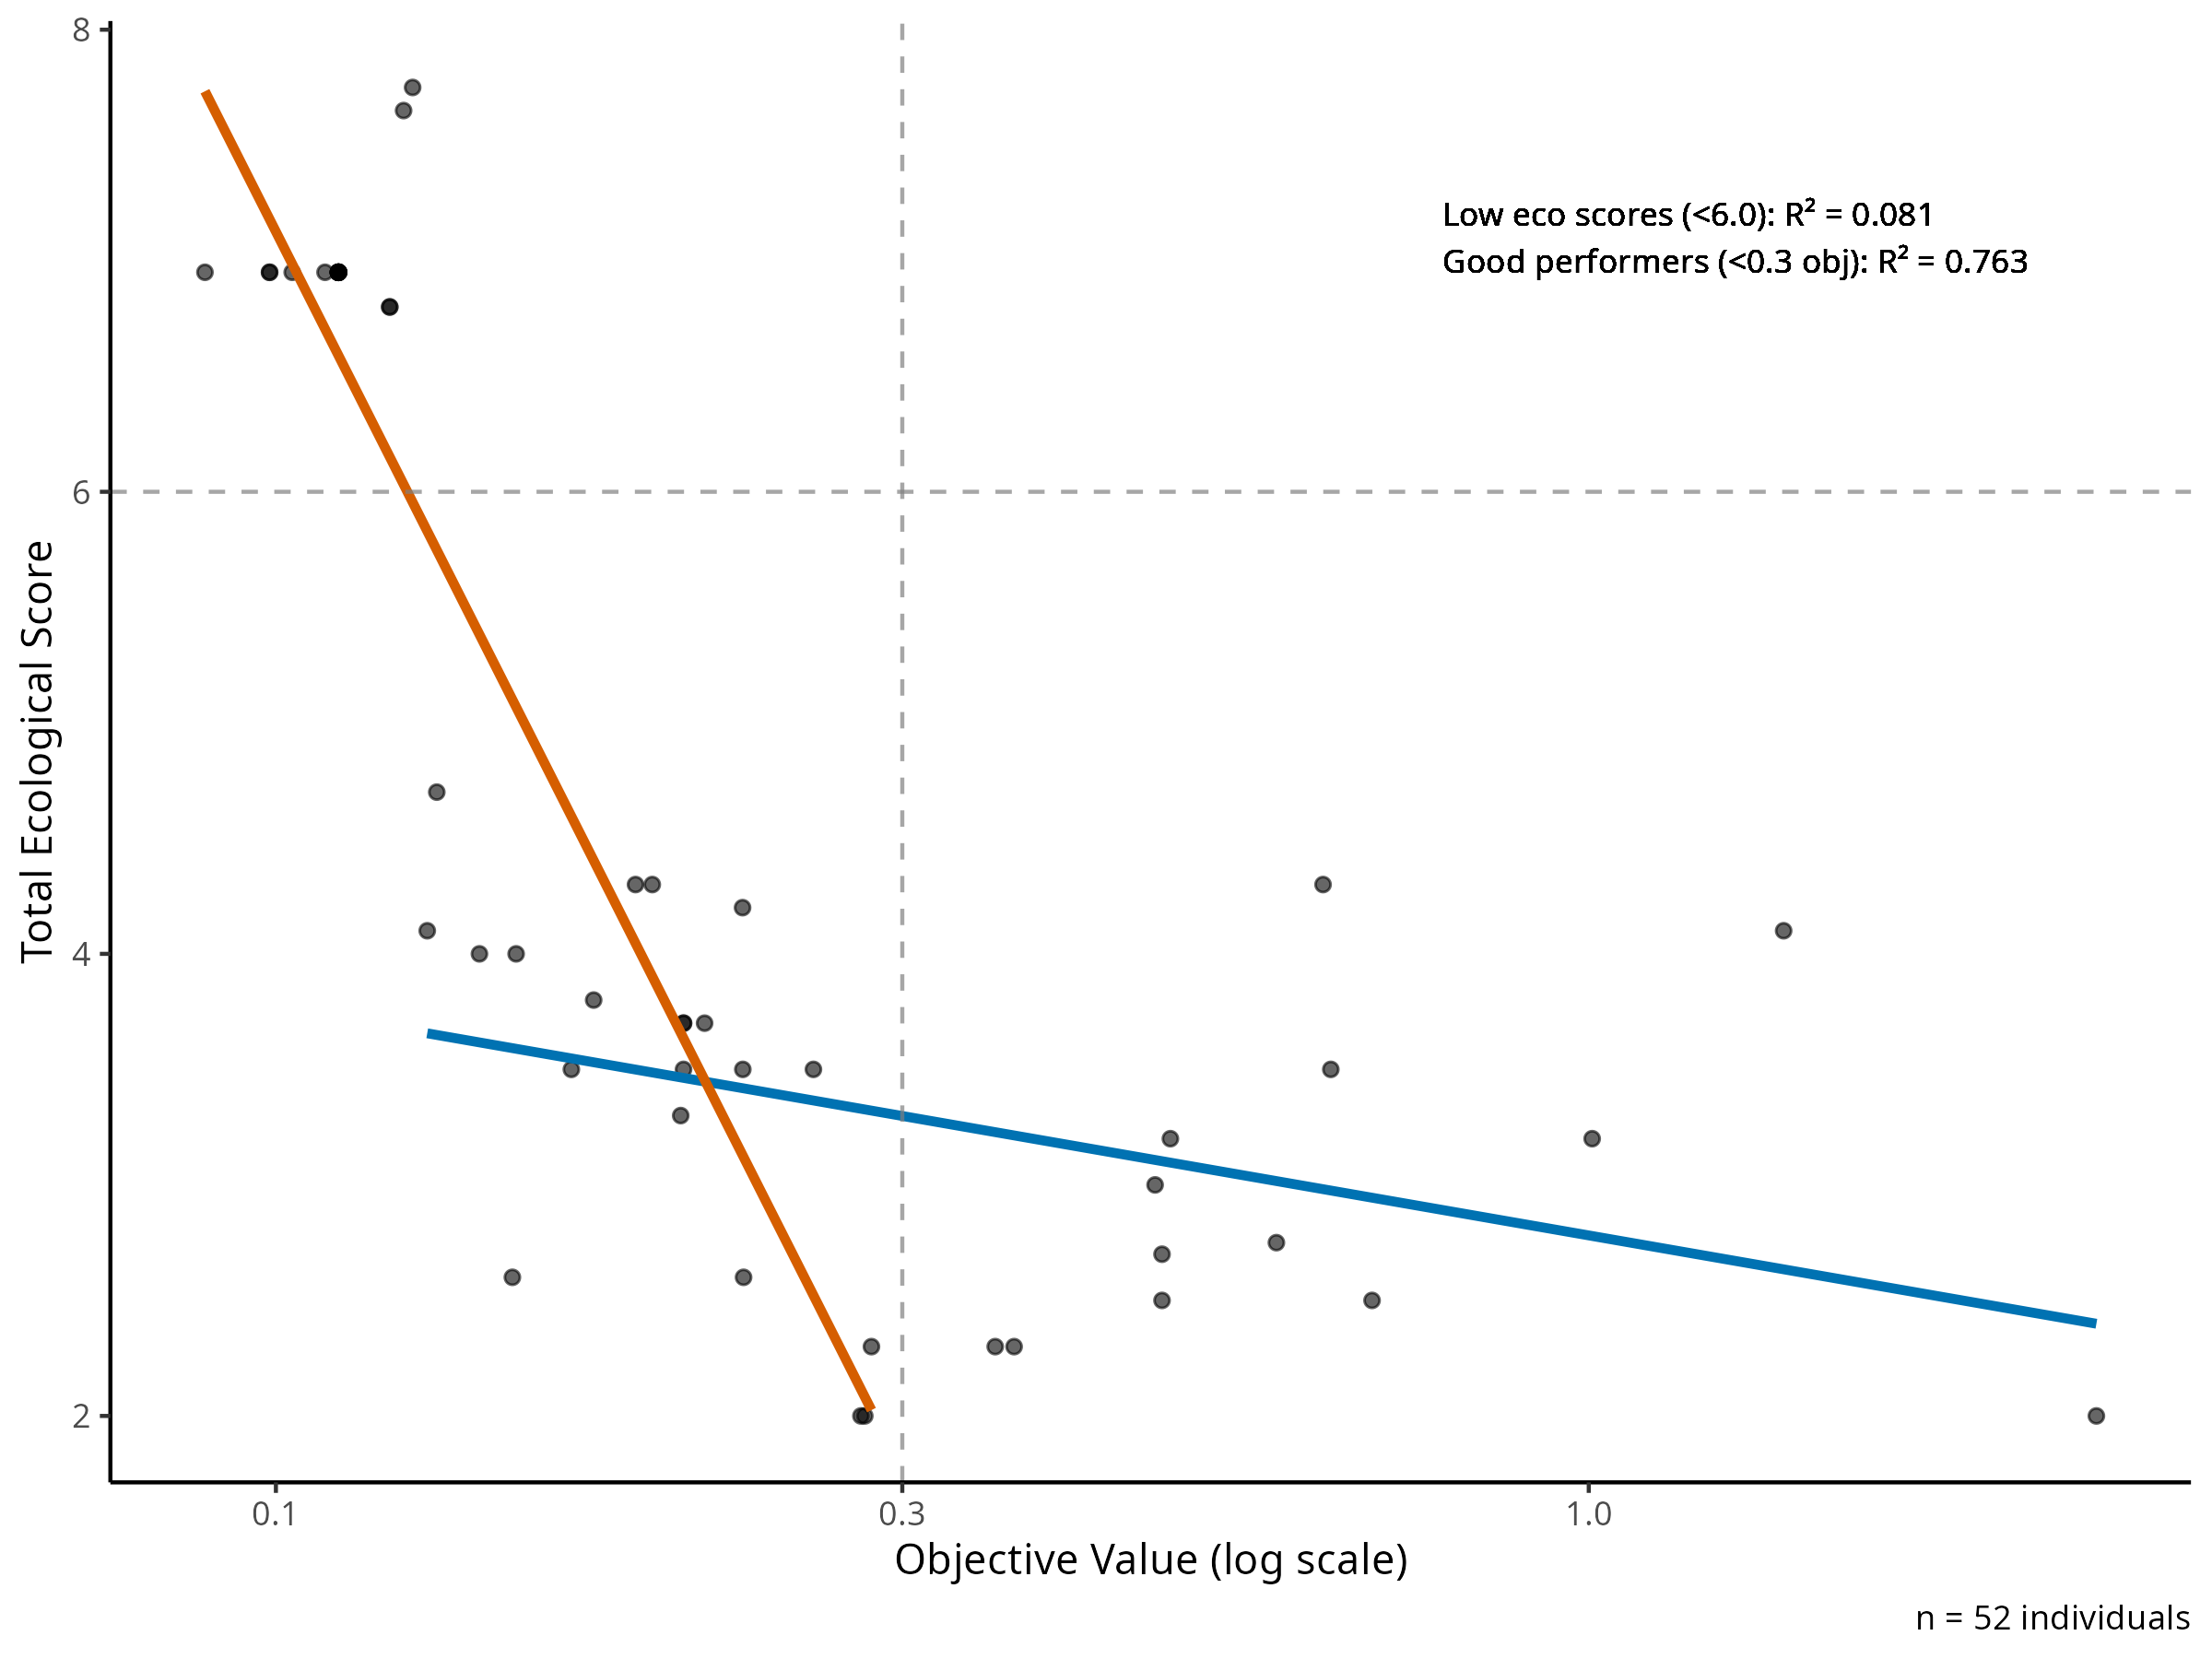 8
6
4
2
Total Ecological Score
Low eco scores (<6.0): R² = 0.081
Good performers (<0.3 obj): R² = 0.763
0.1
0.3
1.0
Objective Value (log scale)
n = 52 individuals